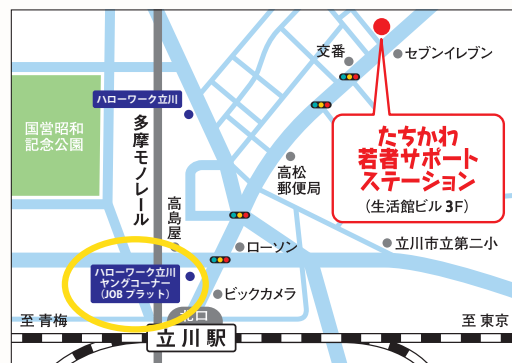 交番
セブンイレブン
ハローワーク立川
たちかわ
若者サポート
ステーション
(生活館ビル 3F)
国営昭和
記念公園
多摩モノレール
高松
郵便局
高島屋
ローソン
立川市立第二小
ハローワーク立川
ヤングコーナー
(JOB プラット)
ビックカメラ
北口
至 青梅
立川駅
至 東京